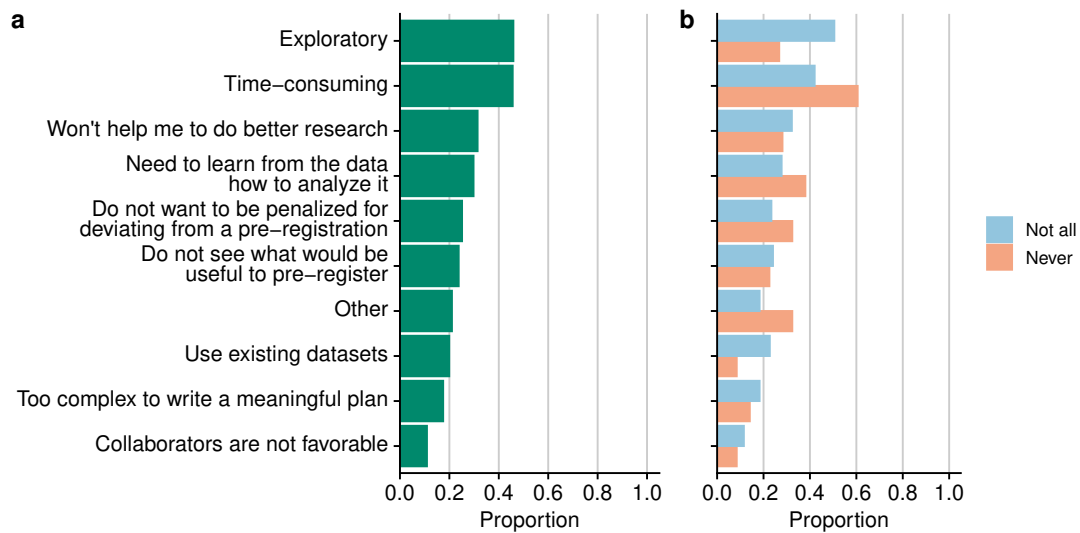 a
Exploratory
Time−consuming
Won't help me to do better research
Need to learn from the data
how to analyze it
Do not want to be penalized for
deviating from a pre−registration
Do not see what would be
useful to pre−register
Other
Use existing datasets
Too complex to write a meaningful plan
Collaborators are not favorable
0.0 0.2 0.4 0.6 0.8 1.0
Proportion
b
0.0 0.2 0.4 0.6 0.8 1.0
Proportion
Not all
Never